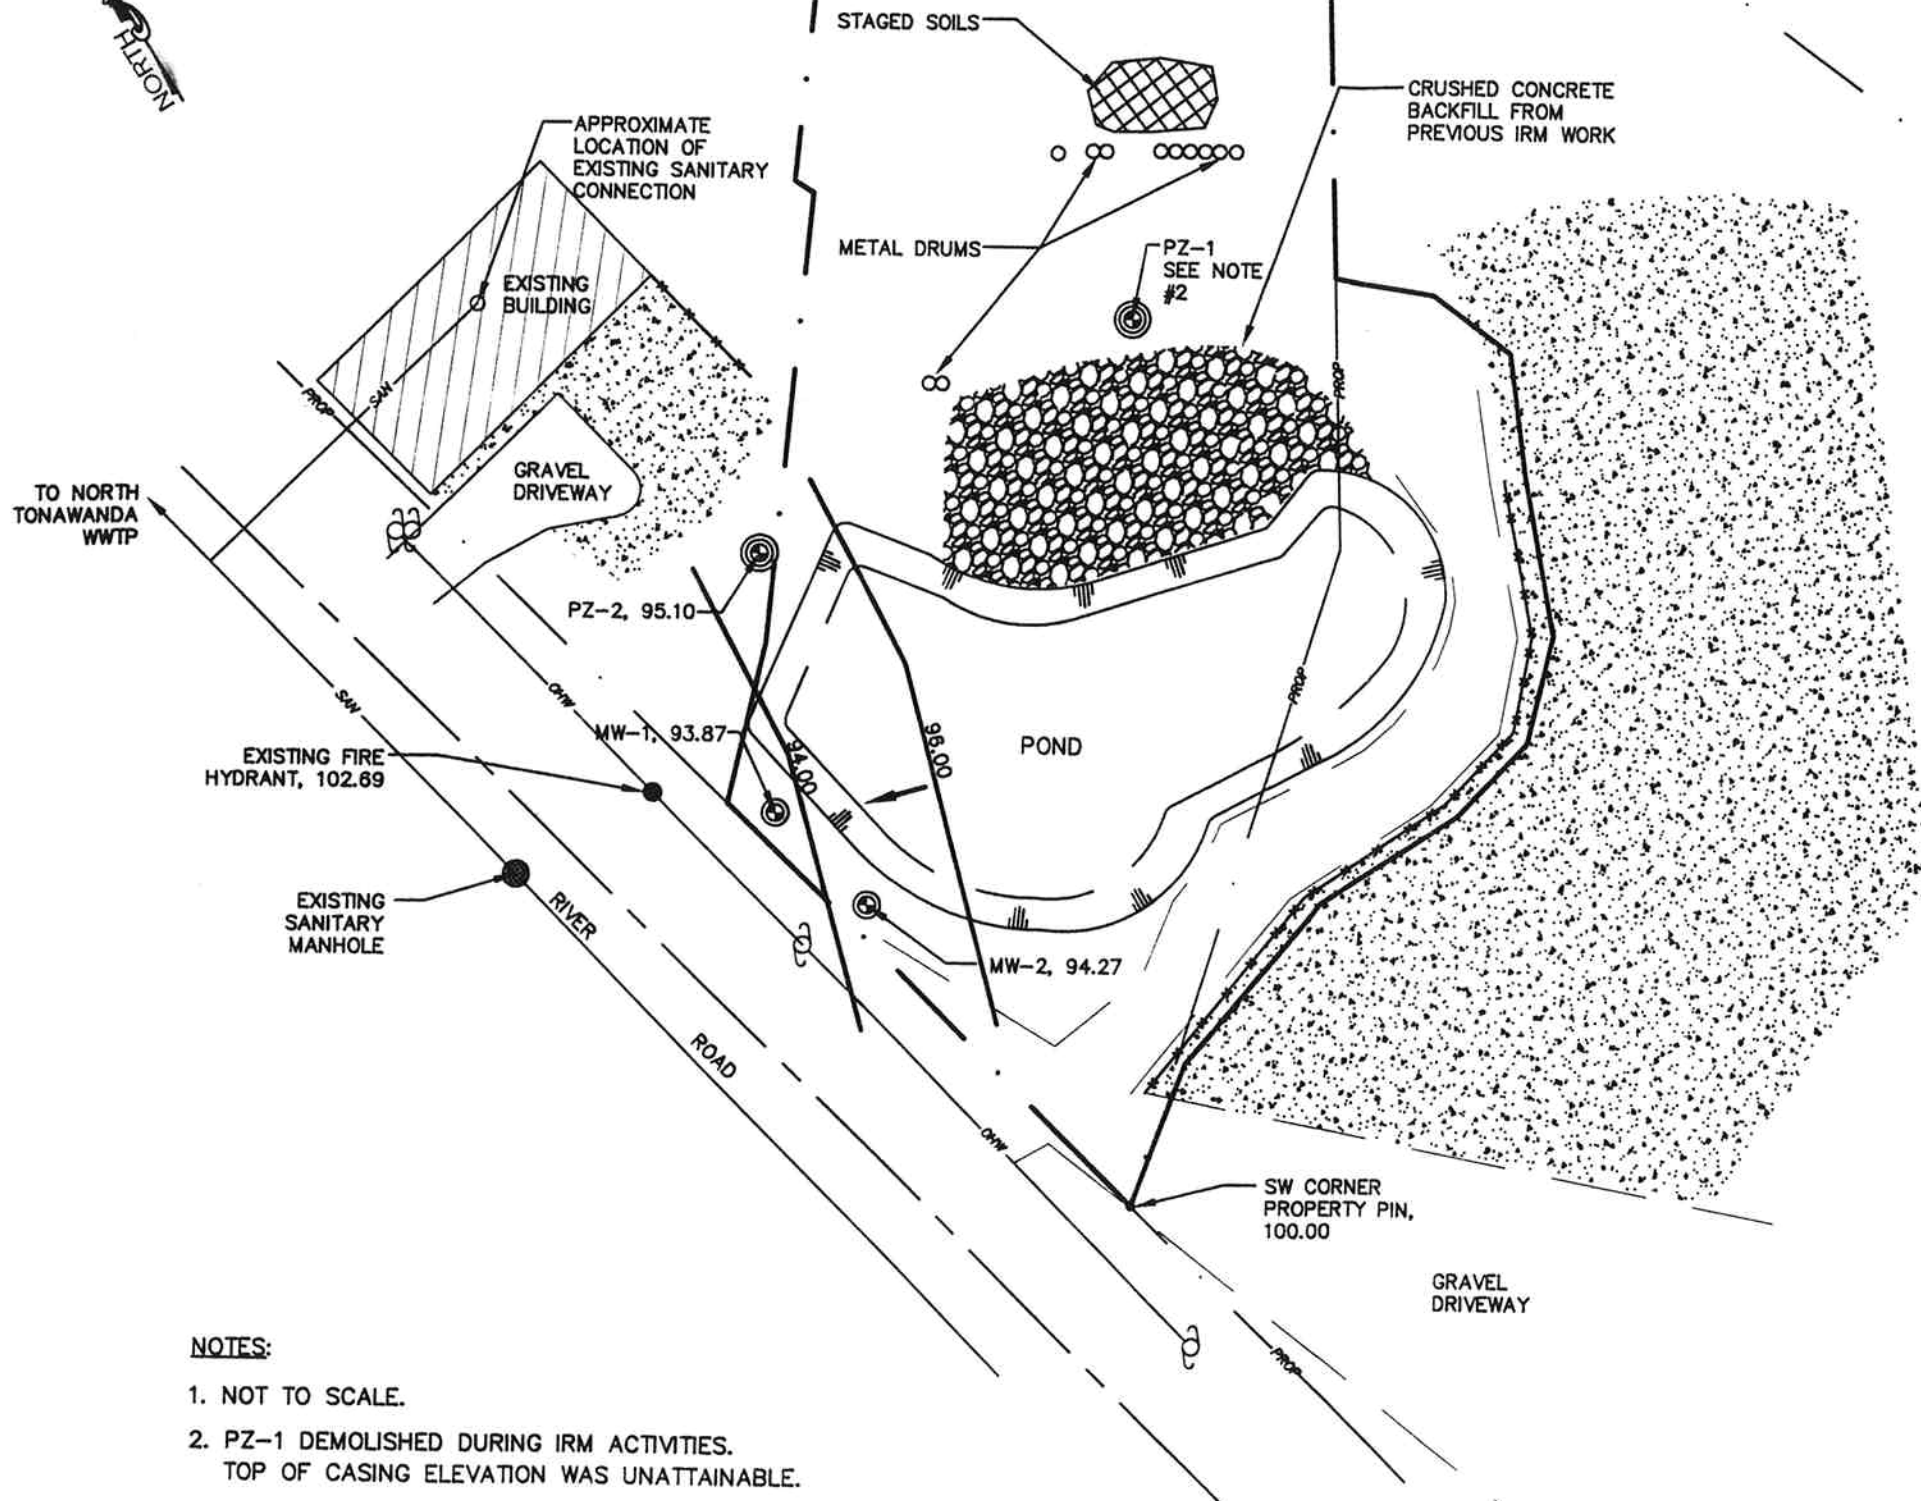 NORTH
STAGED SOILS
CRUSHED CONCRETE
BACKFILL FROM
PREVIOUS IRM WORK
APPROXIMATE
LOCATION OF
EXISTING SANITARY
CONNECTION
METAL DRUMS
PZ-1
SEE NOTE
#2
EXISTING
BUILDING
PROP
SAN
PROP
GRAVEL
DRIVEWAY
TO NORTH
TONAWANDA
WWTP
PZ-2, 95.10
SAN
OHW
PROP
MW-1, 93.87
94.00
96.00
POND
EXISTING FIRE
HYDRANT, 102.69
EXISTING
SANITARY
MANHOLE
RIVER
ROAD
MW-2, 94.27
OHW
SW CORNER
PROPERTY PIN,
100.00
GRAVEL
DRIVEWAY
PROP
NOTES:
1. NOT TO SCALE.
2. PZ-1 DEMOLISHED DURING IRM ACTIVITIES.
TOP OF CASING ELEVATION WAS UNATTAINABLE.